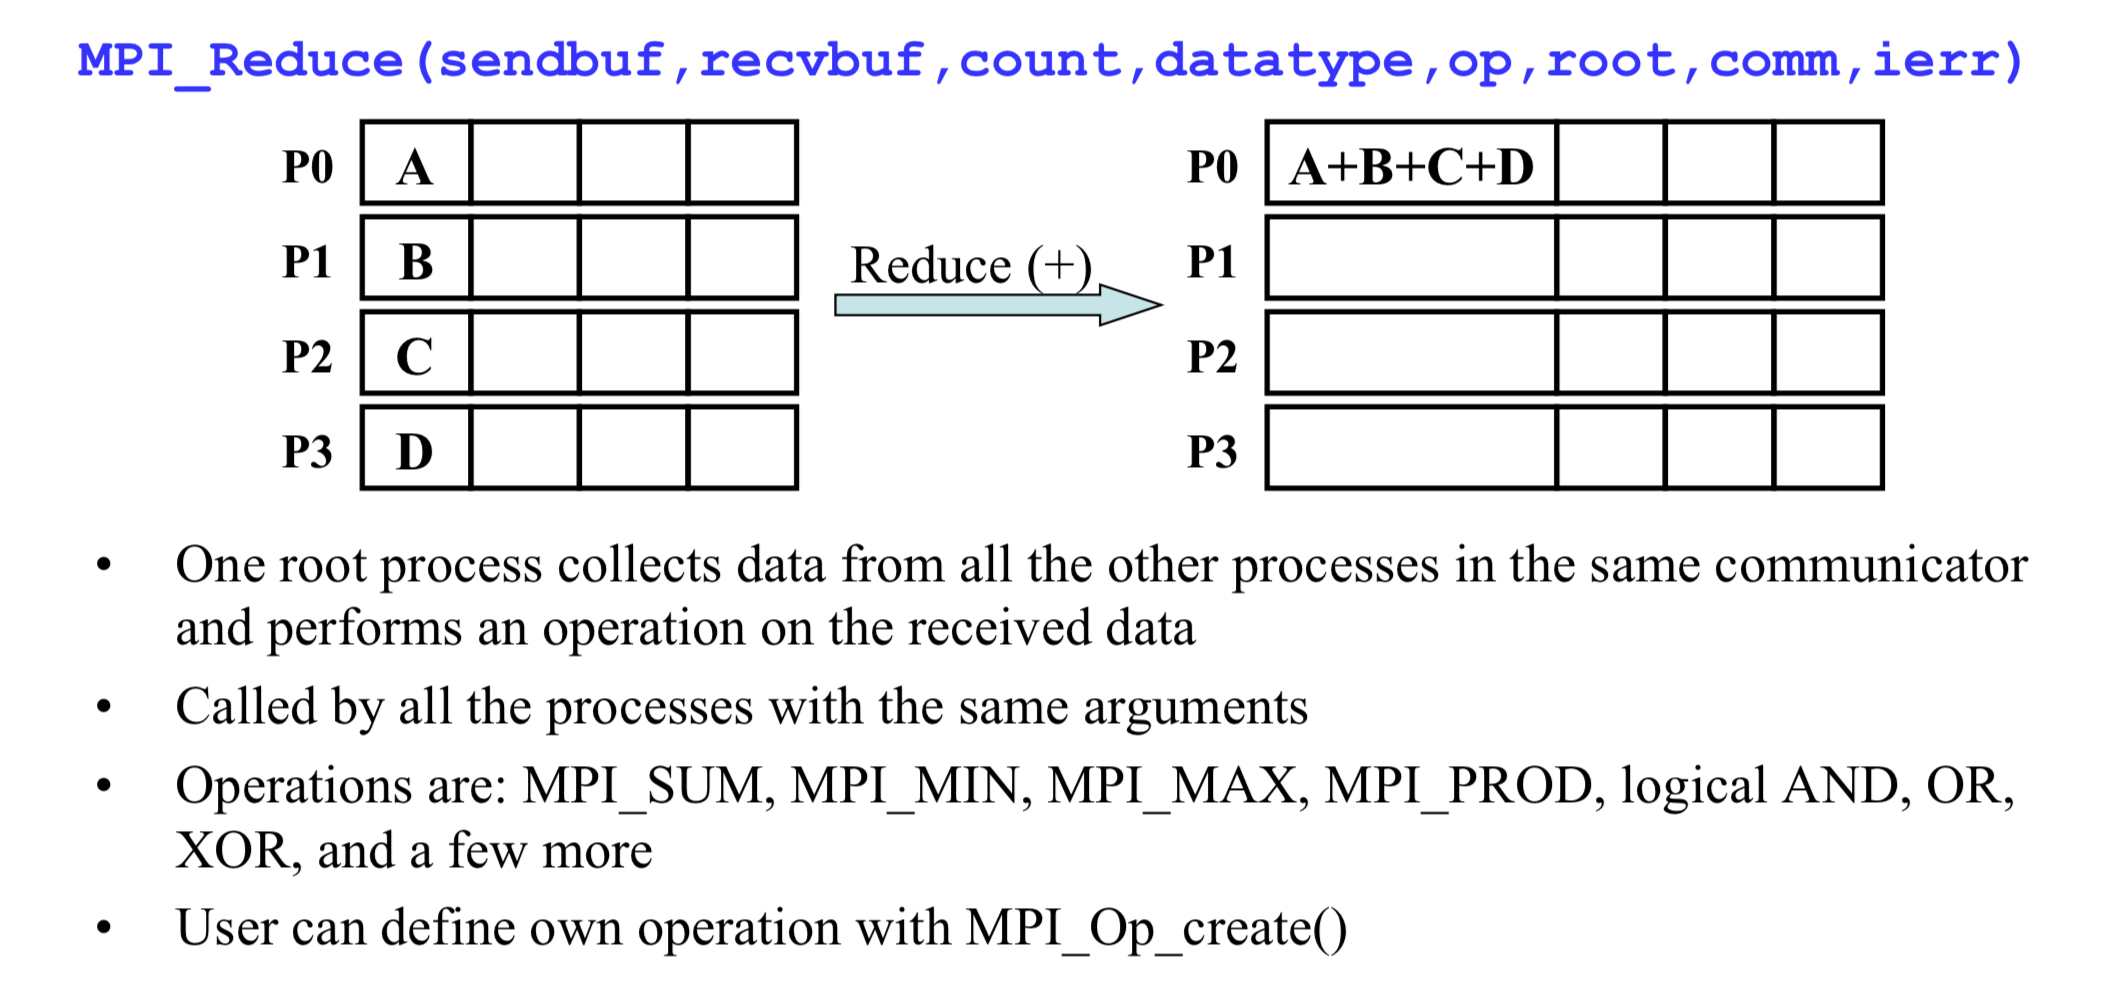 MPI_Reduce(sendbuf,recvbuf,count,datatype,op,root,comm,ierr)
P0 A
P1 B
P2 C
P3 D
Reduce (+)
P0 A+B+C+D
P1
P2
P3
• One root process collects data from all the other processes in the same communicator
and performs an operation on the received data
• Called by all the processes with the same arguments
• Operations are: MPI_SUM, MPI_MIN, MPI_MAX, MPI_PROD, logical AND, OR,
XOR, and a few more
• User can define own operation with MPI_Op_create()